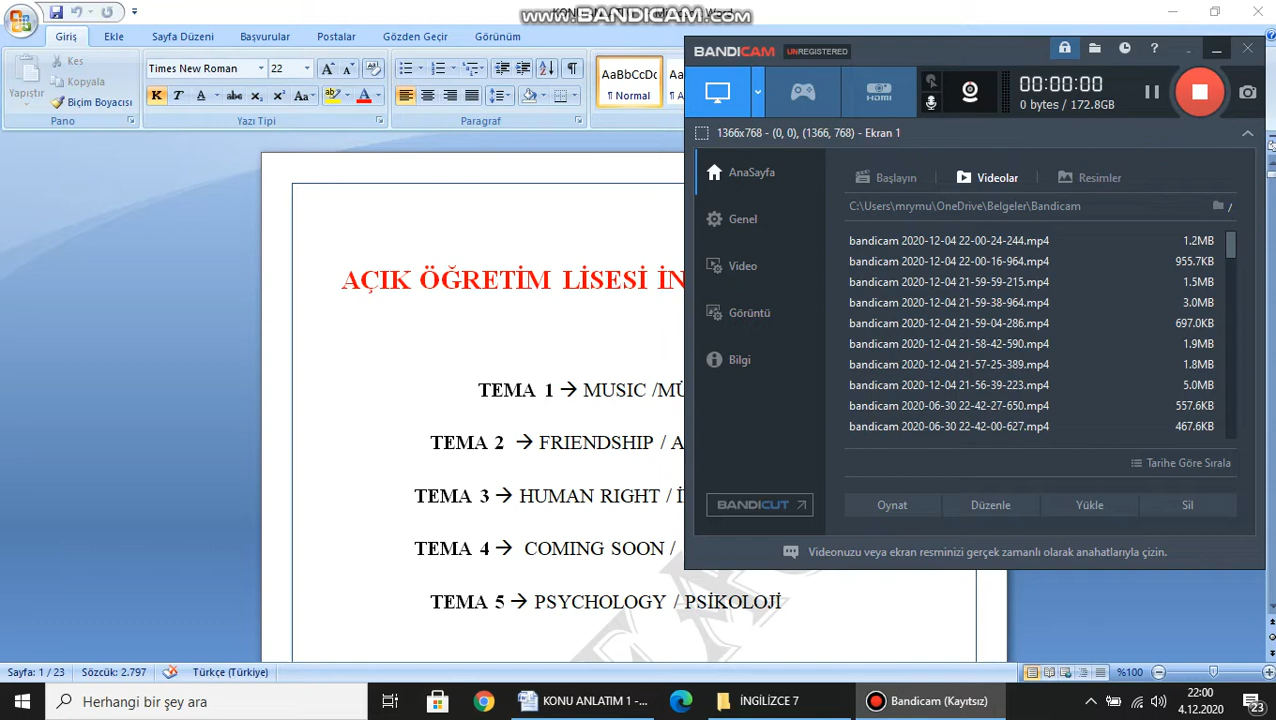 www.BANDICAM.com
Giriş Ekle Sayfa Düzeni Başvurular Postalar Gözden Geçir Görünüm
Yapıştır
Kes
Kopyala
Biçim Boyacısı
Pano
Times New Roman 22
Yazı Tipi
Paragraf
AaBbCcDc
¶ Normal
BANDICAM UNREGISTERED
HDMI
00:00:00
0 bytes / 172.8GB
1366x768 - (0, 0), (1366, 768) - Ekran 1
AnaSayfa
Genel
Video
Görüntü
Bilgi
BANDICUT
Başlayın Videolar Resimler
C:\Users\mrymu\OneDrive\Belgeler\Bandicam
bandicam 2020-12-04 22-00-24-244.mp4 1.2MB
bandicam 2020-12-04 22-00-16-964.mp4 955.7KB
bandicam 2020-12-04 21-59-59-215.mp4 1.5MB
bandicam 2020-12-04 21-59-38-964.mp4 3.0MB
bandicam 2020-12-04 21-59-04-286.mp4 697.0KB
bandicam 2020-12-04 21-58-42-590.mp4 1.9MB
bandicam 2020-12-04 21-57-25-389.mp4 1.8MB
bandicam 2020-12-04 21-56-39-223.mp4 5.0MB
bandicam 2020-06-30 22-42-27-650.mp4 557.6KB
bandicam 2020-06-30 22-42-00-627.mp4 467.6KB
Tarihe Göre Sırala
Oynat Düzenle Yükle Sil
Videonuzu veya ekran resminizi gerçek zamanlı olarak anahatlarıyla çizin.
AÇIK ÖĞRETİM LİSESİ İN
TEMA 1 → MUSIC /MÜ
TEMA 2 → FRIENDSHIP / A
TEMA 3 → HUMAN RIGHT / İ
TEMA 4 → COMING SOON /
TEMA 5 → PSYCHOLOGY / PSİKOLOJİ
Sayfa: 1 / 23 Sözcük: 2.797 Türkçe (Türkiye) %100
Herhangi bir şey ara
KONU ANLATIM 1 -...
İNGİLİZCE 7
Bandicam (Kayıtsız)
22:00
4.12.2020
23